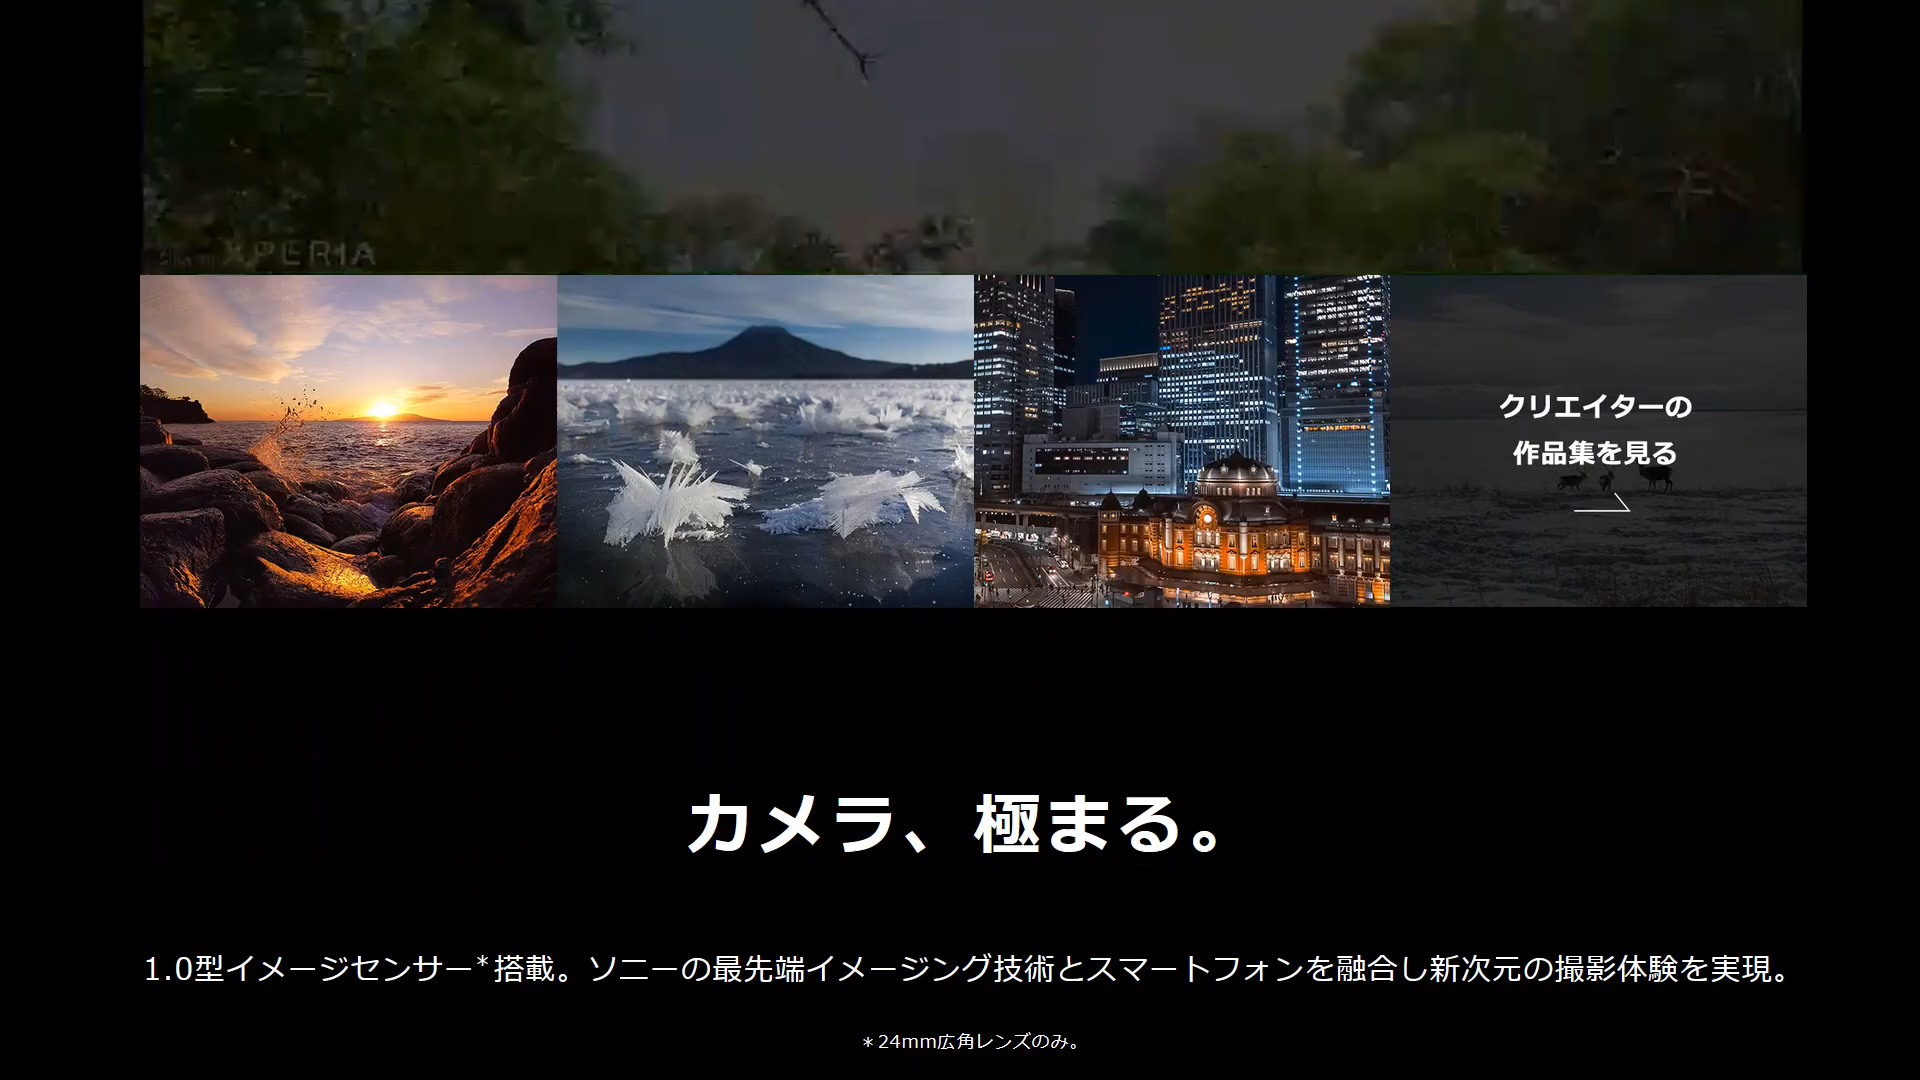 XPERIA
クリエイターの
作品集を見る
カメラ、極まる。
1.0型イメージセンサー*搭載。ソニーの最先端イメージング技術とスマートフォンを融合し新次元の撮影体験を実現。
＊24mm広角レンズのみ。